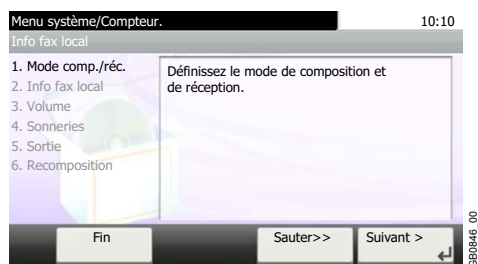 Menu système/Compteur.
10:10
Info fax local
1. Mode comp./réc.
2. Info fax local
3. Volume
4. Sonneries
5. Sortie
6. Recomposition
Définissez le mode de composition et
de réception.
Fin
Sauter>>
Suivant >
GB0846_00